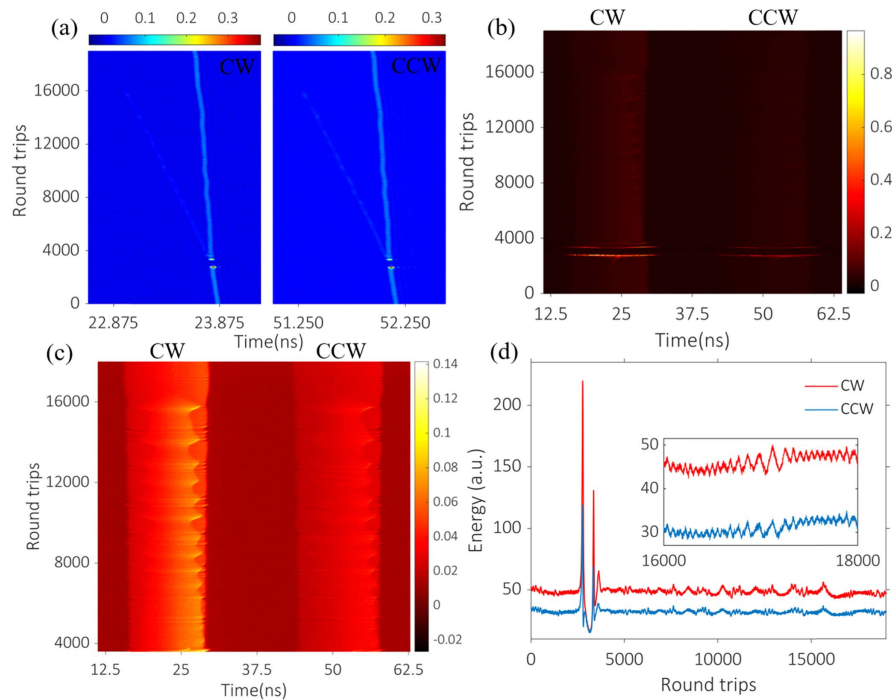 (a)
0 0.1 0.2 0.3
0 0.1 0.2 0.3
CW
CCW
16000
12000
8000
4000
0
Round trips
22.875 23.875 51.250 52.250
Time(ns)
(b)
CW CCW
16000
12000
8000
4000
0
Round trips
12.5 25 37.5 50 62.5
Time(ns)
0.8
0.6
0.4
0.2
0
(c)
CW CCW
16000
12000
8000
4000
Round trips
12.5 25 37.5 50 62.5
Time(ns)
0.14
0.12
0.1
0.08
0.06
0.04
0.02
0
-0.02
(d)
CW
CCW
200
150
100
50
Energy (a.u.)
50
40
30
16000 18000
0 5000 10000 15000
Round trips